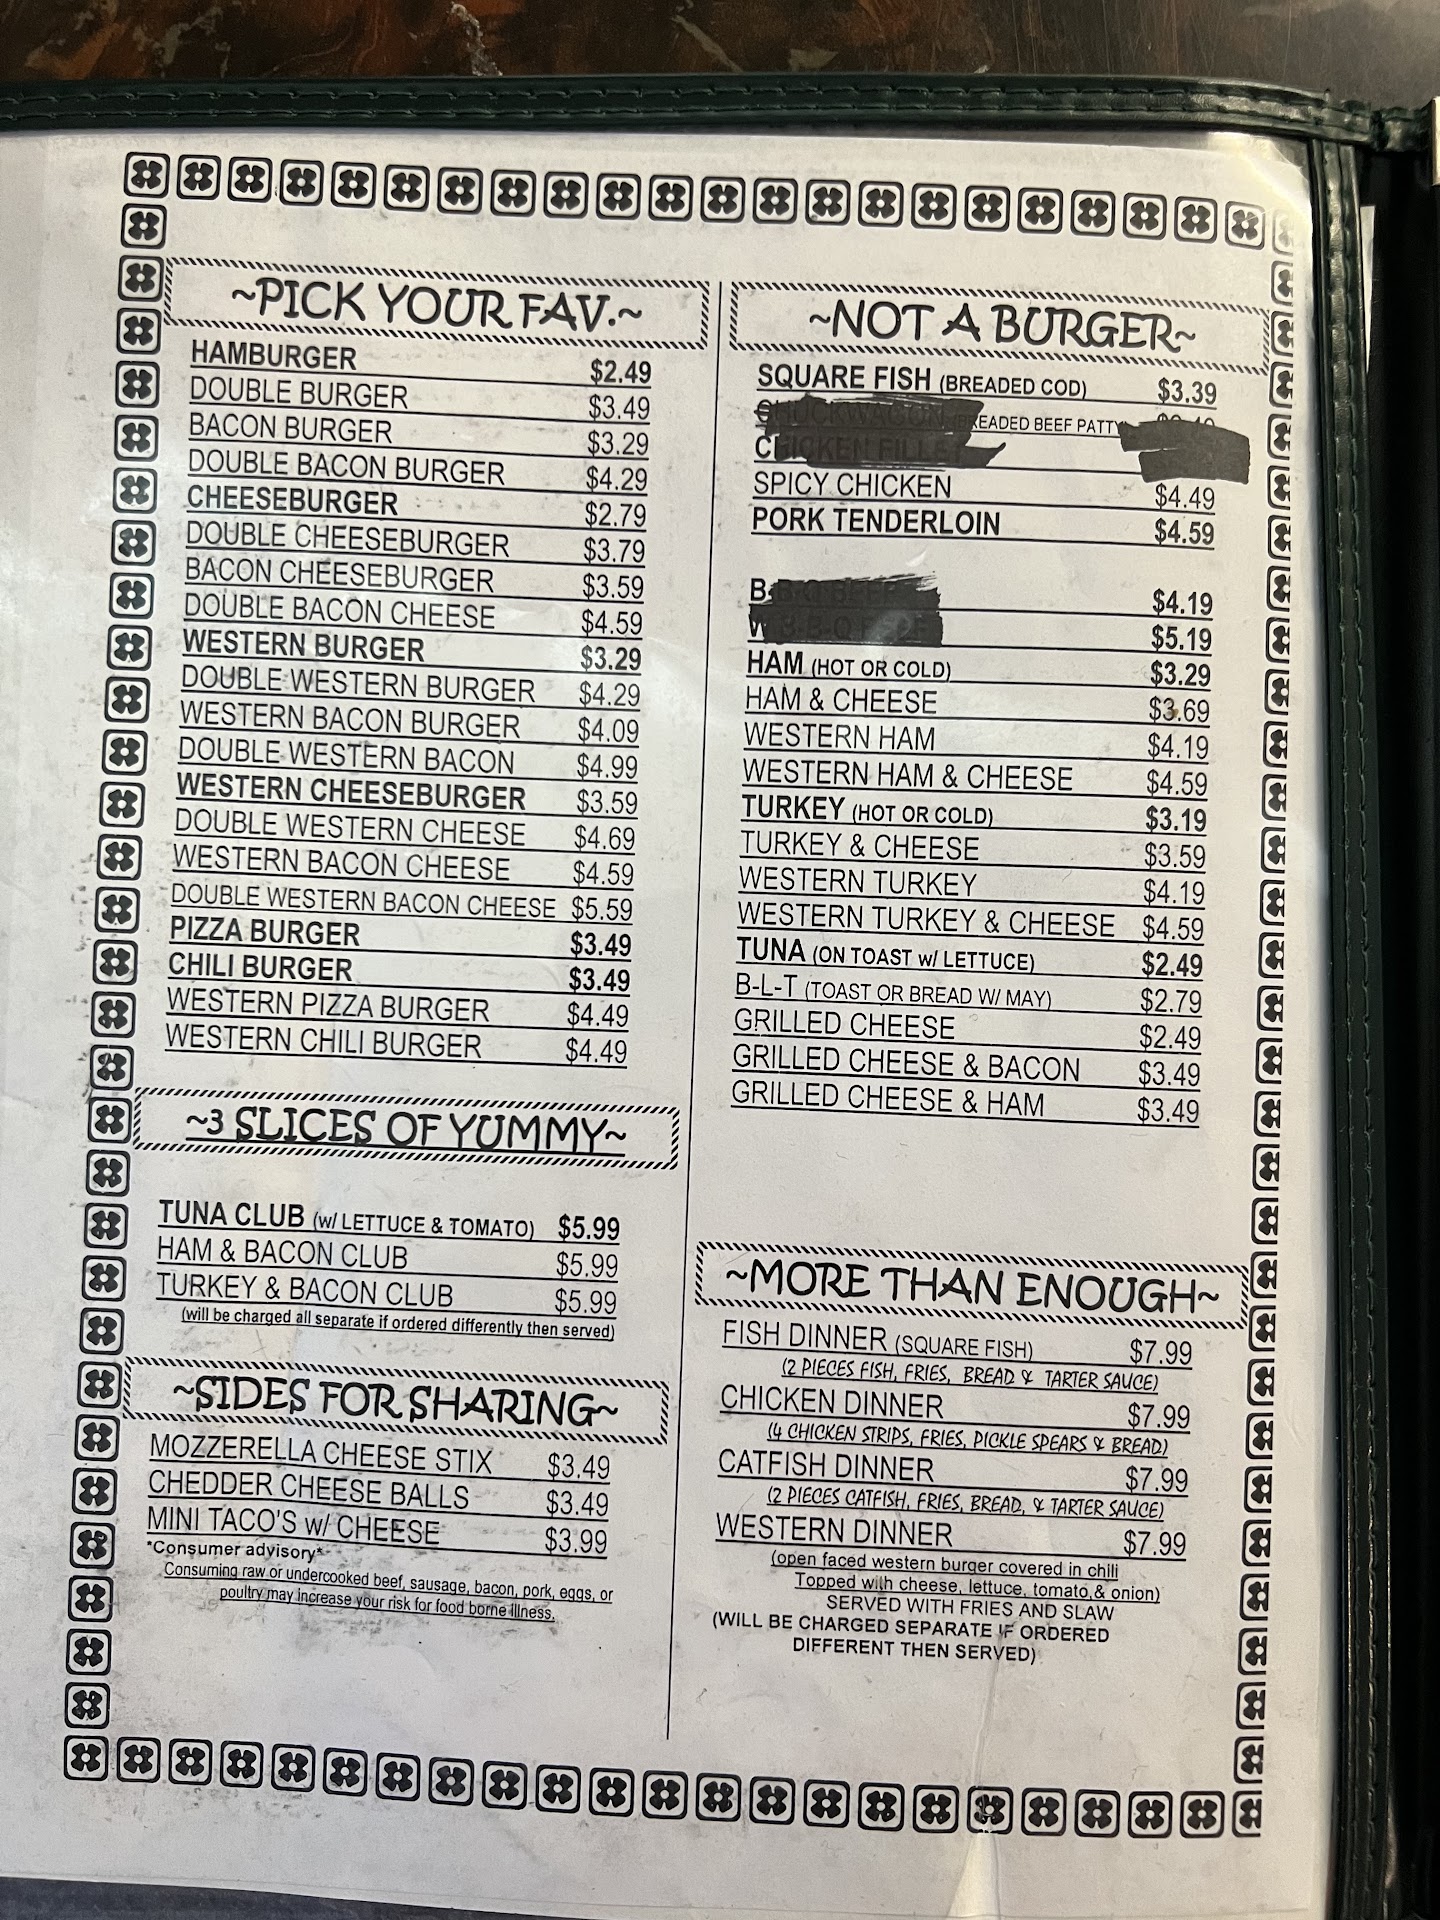 ~PICK YOUR FAV.~
HAMBURGER $2.49
DOUBLE BURGER $3.49
BACON BURGER $3.29
DOUBLE BACON BURGER $4.29
CHEESEBURGER $2.79
DOUBLE CHEESEBURGER $3.79
BACON CHEESEBURGER $3.59
DOUBLE BACON CHEESE $4.59
WESTERN BURGER $3.29
DOUBLE WESTERN BURGER $4.29
WESTERN BACON BURGER $4.09
DOUBLE WESTERN BACON $4.99
WESTERN CHEESEBURGER $3.59
DOUBLE WESTERN CHEESE $4.69
WESTERN BACON CHEESE $4.59
DOUBLE WESTERN BACON CHEESE $5.59
PIZZA BURGER $3.49
CHILI BURGER $3.49
WESTERN PIZZA BURGER $4.49
WESTERN CHILI BURGER $4.49
~3 SLICES OF YUMMY~
TUNA CLUB (w/ LETTUCE & TOMATO) $5.99
HAM & BACON CLUB $5.99
TURKEY & BACON CLUB $5.99
(will be charged all separate if ordered differently then served)
~SIDES FOR SHARING~
MOZZERELLA CHEESE STIX $3.49
CHEDDER CHEESE BALLS $3.49
MINI TACO'S w/ CHEESE $3.99
*Consumer advisory*
Consuming raw or undercooked beef, sausage, bacon, pork, eggs, or
poultry may increase your risk for food borne illness.
~NOT A BURGER~
SQUARE FISH (BREADED COD) $3.39
CHUCKWAGON (BREADED BEEF PATTY)
CHICKEN FILLET
SPICY CHICKEN $4.49
PORK TENDERLOIN $4.59
B-B-Q BEEF $4.19
$5.19
HAM (HOT OR COLD) $3.29
HAM & CHEESE $3.69
WESTERN HAM $4.19
WESTERN HAM & CHEESE $4.59
TURKEY (HOT OR COLD) $3.19
TURKEY & CHEESE $3.59
WESTERN TURKEY $4.19
WESTERN TURKEY & CHEESE $4.59
TUNA (ON TOAST w/ LETTUCE) $2.49
B-L-T (TOAST OR BREAD W/ MAY) $2.79
GRILLED CHEESE $2.49
GRILLED CHEESE & BACON $3.49
GRILLED CHEESE & HAM $3.49
~MORE THAN ENOUGH~
FISH DINNER (SQUARE FISH) $7.99
(2 PIECES FISH, FRIES, BREAD & TARTER SAUCE)
CHICKEN DINNER $7.99
(4 CHICKEN STRIPS, FRIES, PICKLE SPEARS & BREAD)
CATFISH DINNER $7.99
(2 PIECES CATFISH, FRIES, BREAD, & TARTER SAUCE)
WESTERN DINNER $7.99
(open faced western burger covered in chili
Topped with cheese, lettuce, tomato,& onion)
SERVED WITH FRIES AND SLAW
(WILL BE CHARGED SEPARATE IF ORDERED
DIFFERENT THEN SERVED)